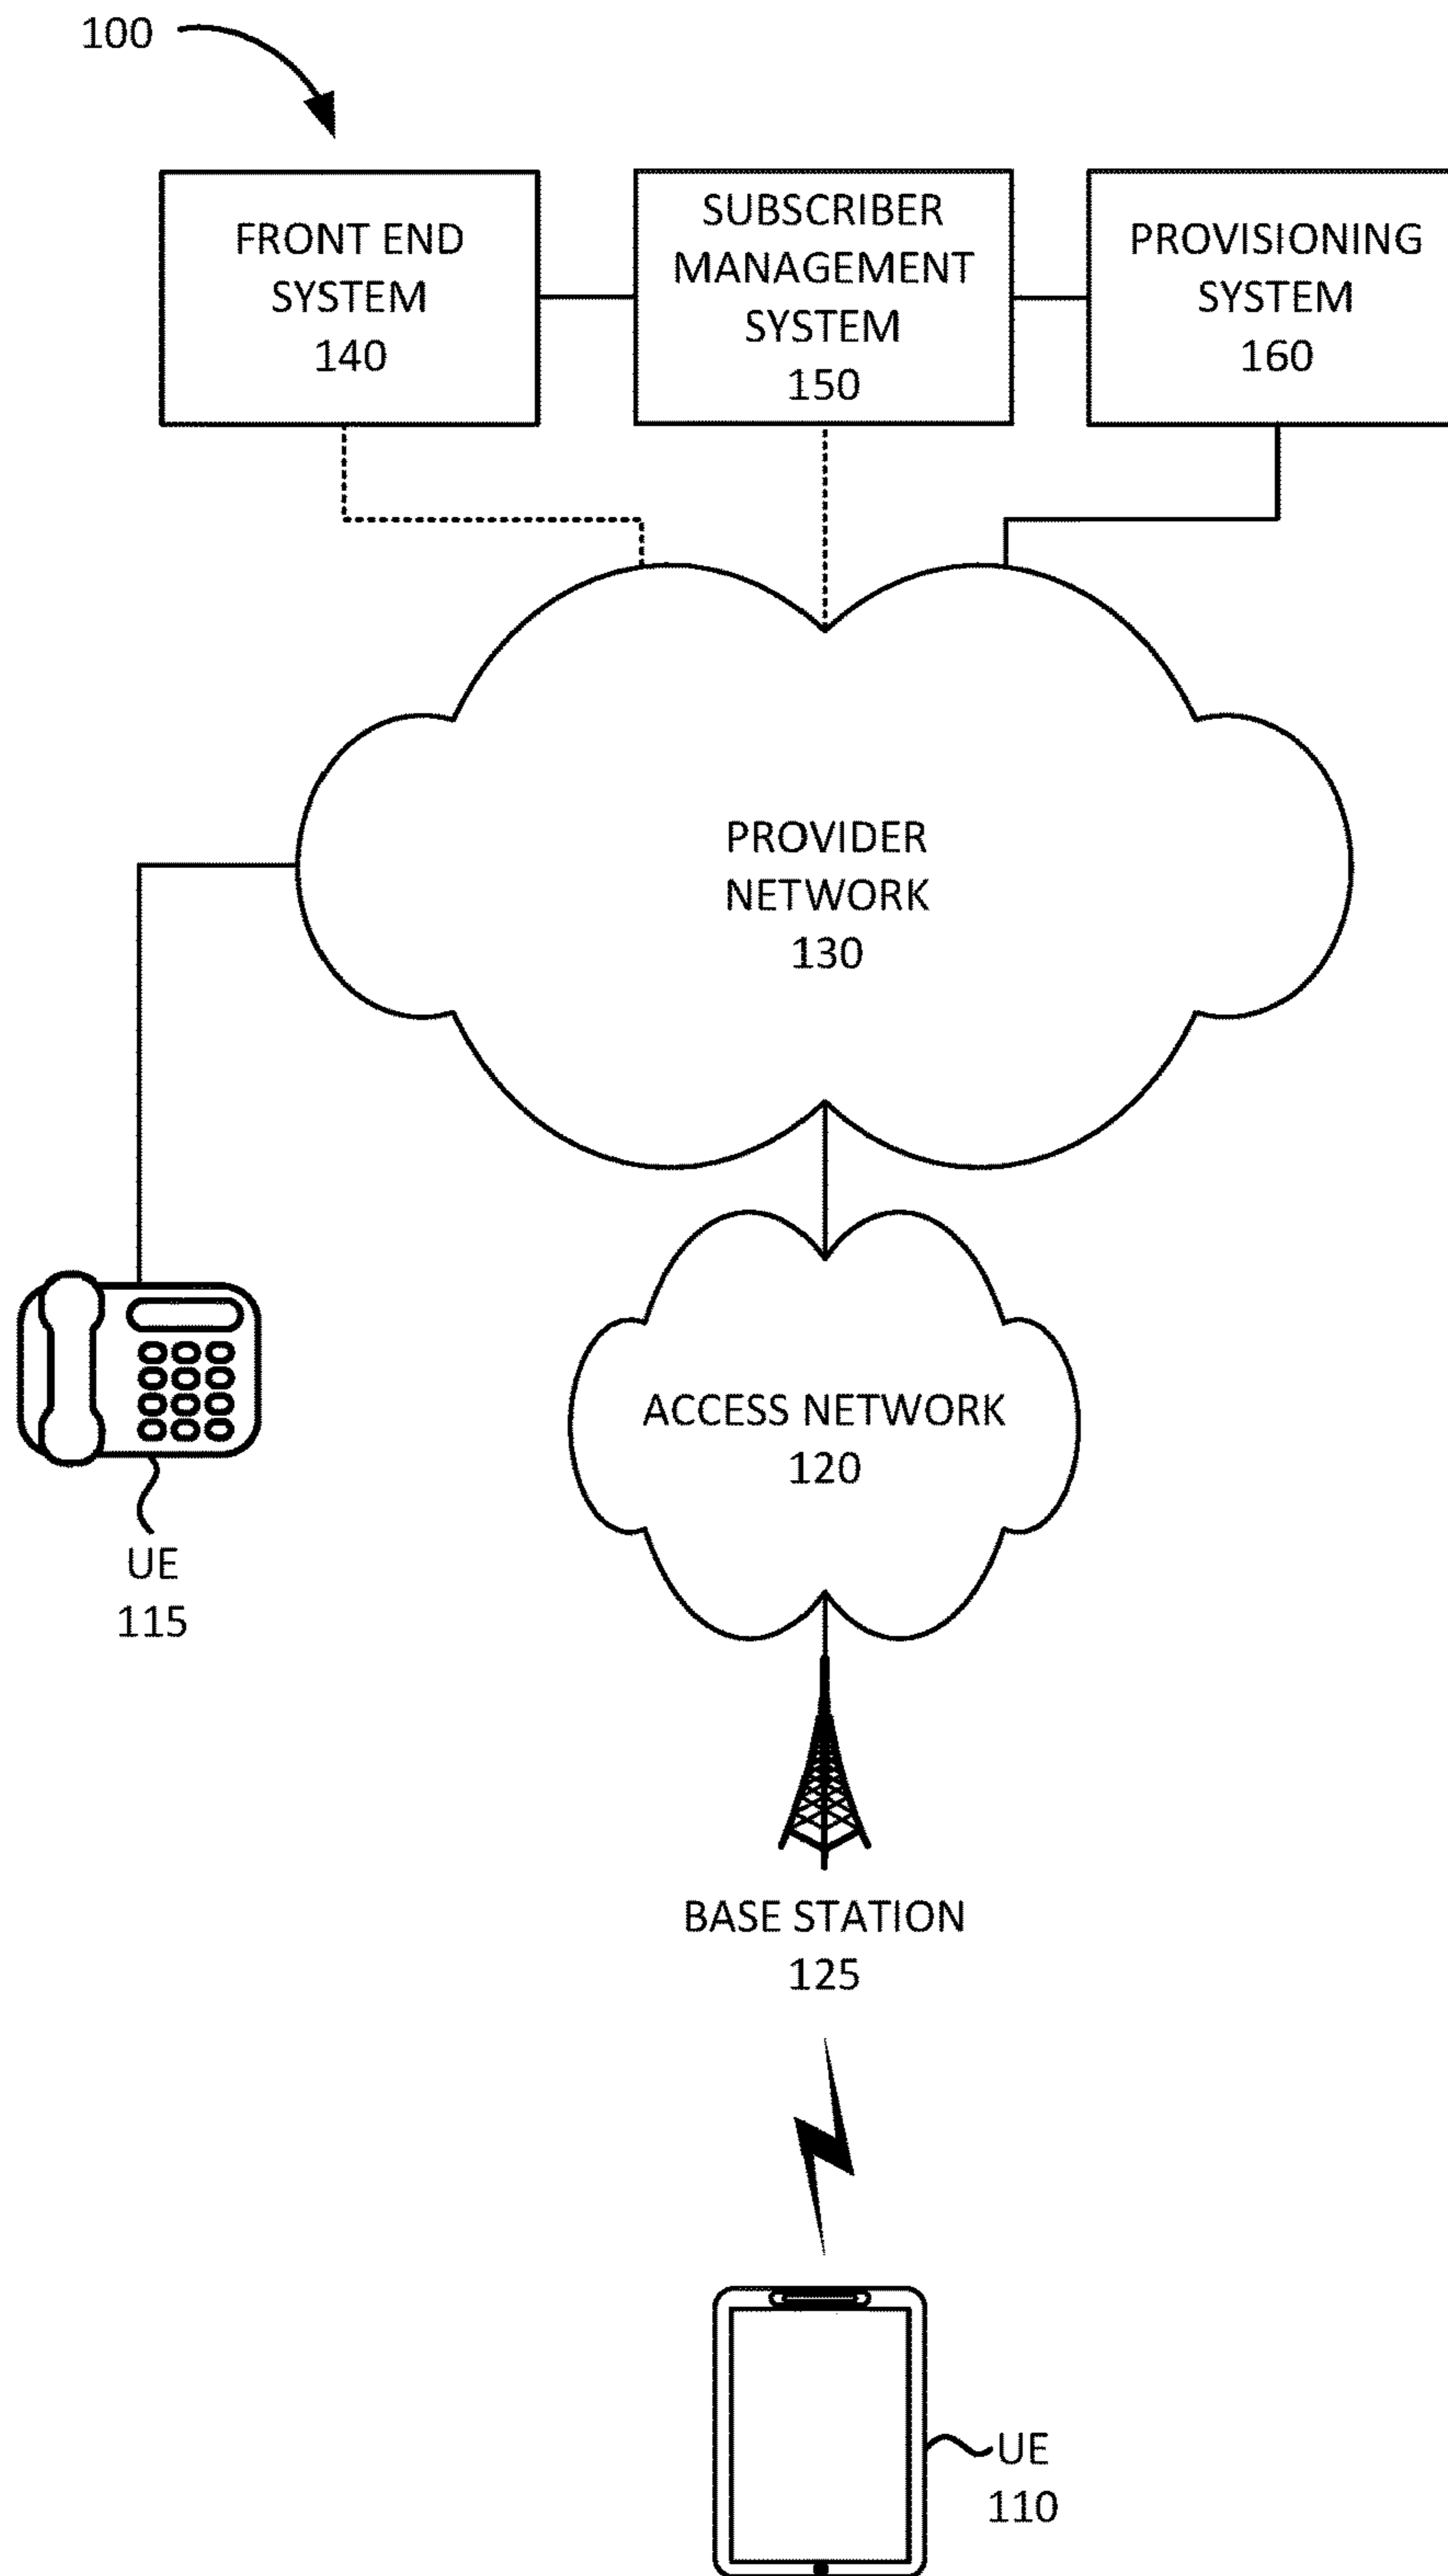 100
FRONT END
SYSTEM
140
SUBSCRIBER
MANAGEMENT
SYSTEM
150
PROVISIONING
SYSTEM
160
PROVIDER
NETWORK
130
ACCESS NETWORK
120
UE
115
BASE STATION
125
UE
110